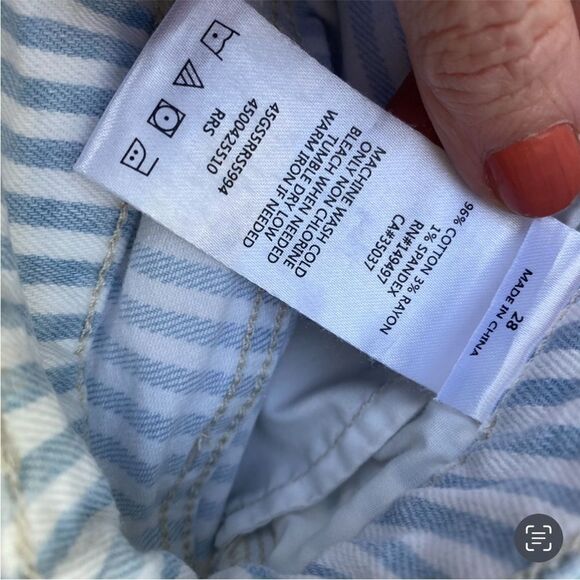 28
MADE IN CHINA
96% COTTON 3% RAYON
1% SPANDEX
RN#149497
CA#35037
MACHINE WASH COLD
ONLY NON CHLORINE
BLEACH WHEN NEEDED
TUMBLE DRY LOW
WARM IRON IF NEEDED
45GSSRRS5994
4500425510
RRS